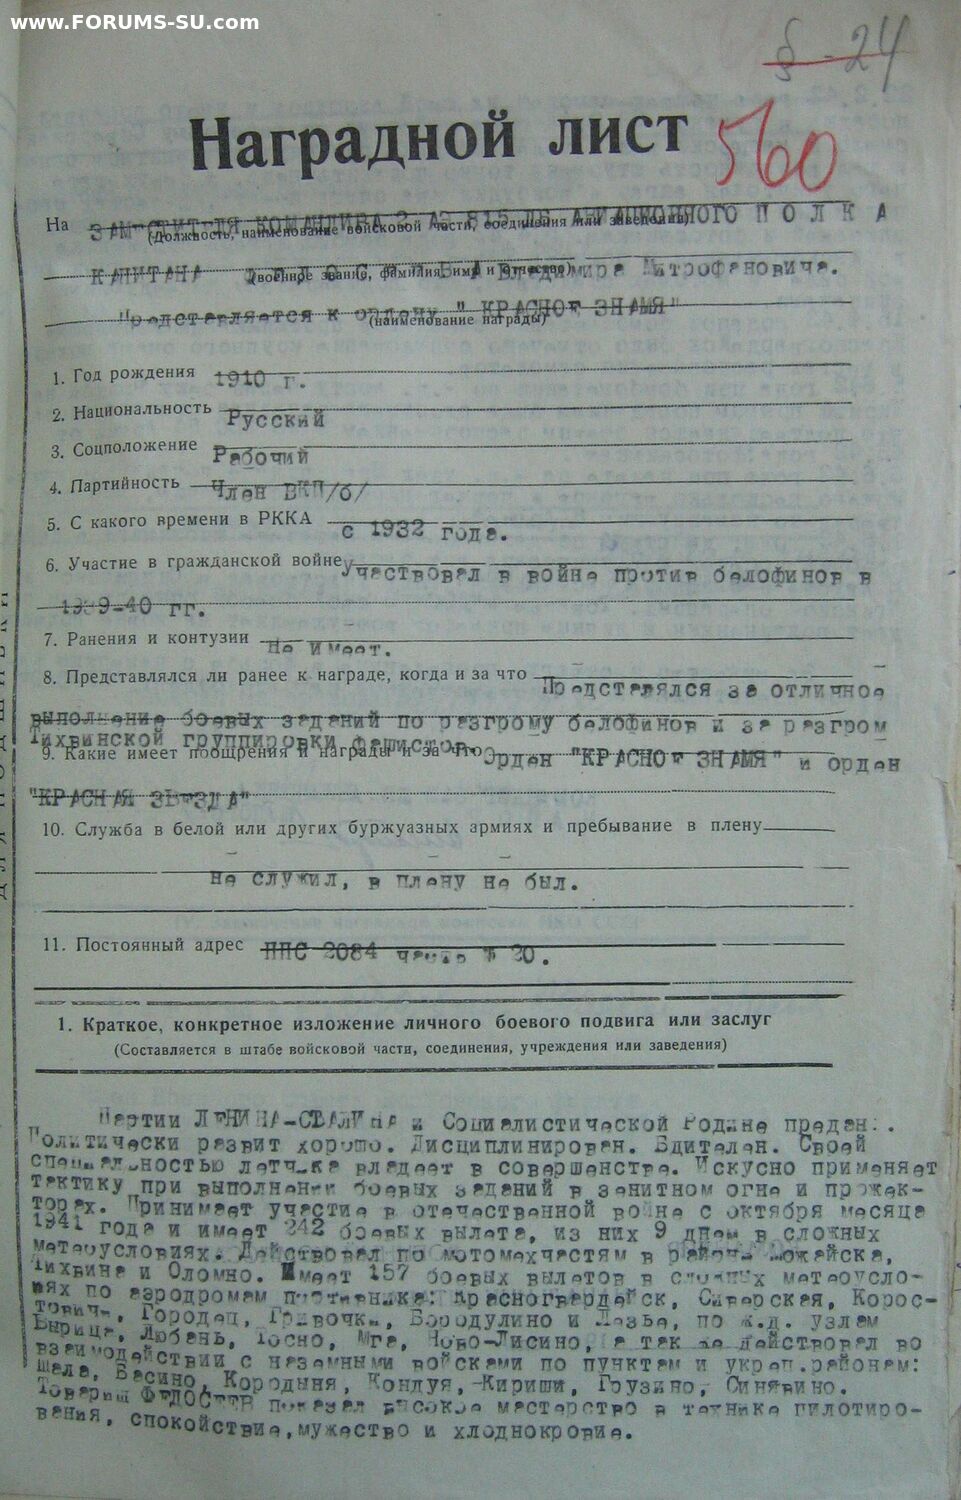 www.FORUMS-SU.com
§ 24
Наградной лист 560
На ЗАМЕСТИТЕЛЯ КОМАНДИРА 2 АЭ АВИАЦИОННОГО ПОЛКА
(Должность, наименование войсковой части, соединения или заведения)
КАПИТАНА Владимира Митрофановича.
(военное звание, фамилия, имя и отчество)
Представляется к ордену "КРАСНОЕ ЗНАМЯ"
(наименование награды)
1. Год рождения 1910 г.
2. Национальность Русский
3. Соцположение Рабочий
4. Партийность Член ВКП/б/
5. С какого времени в РККА с 1932 года.
6. Участие в гражданской войне Участвовал в войне против белофинов в
1939-40 гг.
7. Ранения и контузии Не имеет.
8. Представлялся ли ранее к награде, когда и за что Представлялся за отличное
выполнение боевых заданий по разгрому белофинов и за разгром
Тихвинской группировки фашистов.
9. Какие имеет поощрения и награды и за что Орден "КРАСНОЕ ЗНАМЯ" и орден
"КРАСНАЯ ЗВЕЗДА"
10. Служба в белой или других буржуазных армиях и пребывание в плену
не служил, в плену не был.
11. Постоянный адрес ППС 2084 часть 20.
1. Краткое, конкретное изложение личного боевого подвига или заслуг
(Составляется в штабе войсковой части, соединения, учреждения или заведения)
Партии ЛЕНИНА-СТАЛИНА и Социалистической Родине предан.
Политически развит хорошо. Дисциплинирован. Бдителен. Своей
специальностью летчика владеет в совершенстве. Искусно применяет
тактику при выполнении боевых заданий в зенитном огне и прожек-
торах. Принимает участие в отечественной войне с октября месяца
1941 года и имеет 242 боевых вылета, из них 9 днем в сложных
метеоусловиях. Действовал по мотомехчастям в районе Можайска,
Тихвина и Оломно. Имеет 157 боевых вылетов в сложных метеоусло-
виях по аэродромам противника: Красногвардейск, Сиверская, Корос-
товичи, Городец, Гривочки, Бородулино и Лезье, по ж.д. узлам
Вырица, Любань, Тосно, Мга, Ново-Лисино, а так же действовал во
взаимодействии с наземными войсками по пунктам и укреп.районам:
Шала, Васино, Кородыня, Кондуя, Кириши, Грузино, Синявино.
Товарищ ФЕДОСЕЕВ показал высокое мастерство в технике пилотиро-
вания, спокойствие, мужество и хлоднокровие.